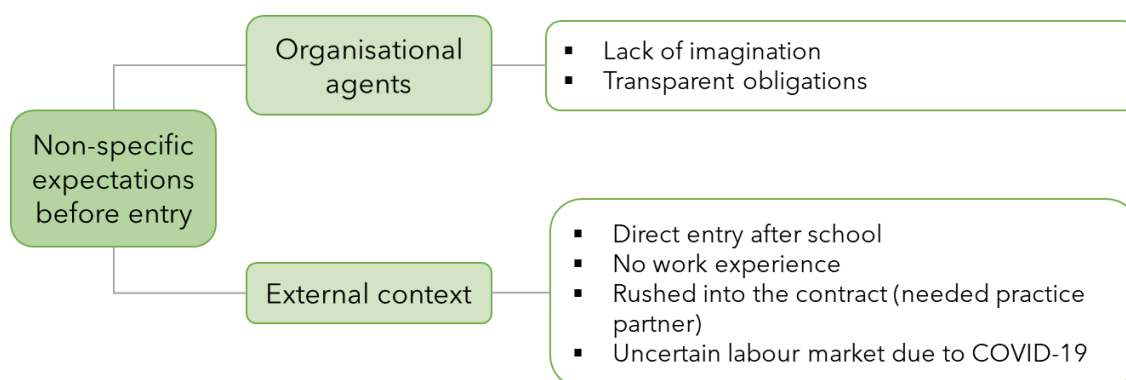 Non-specific
expectations
before entry
Organisational
agents
▪ Lack of imagination
▪ Transparent obligations
External context
▪ Direct entry after school
▪ No work experience
▪ Rushed into the contract (needed practice
partner)
▪ Uncertain labour market due to COVID-19